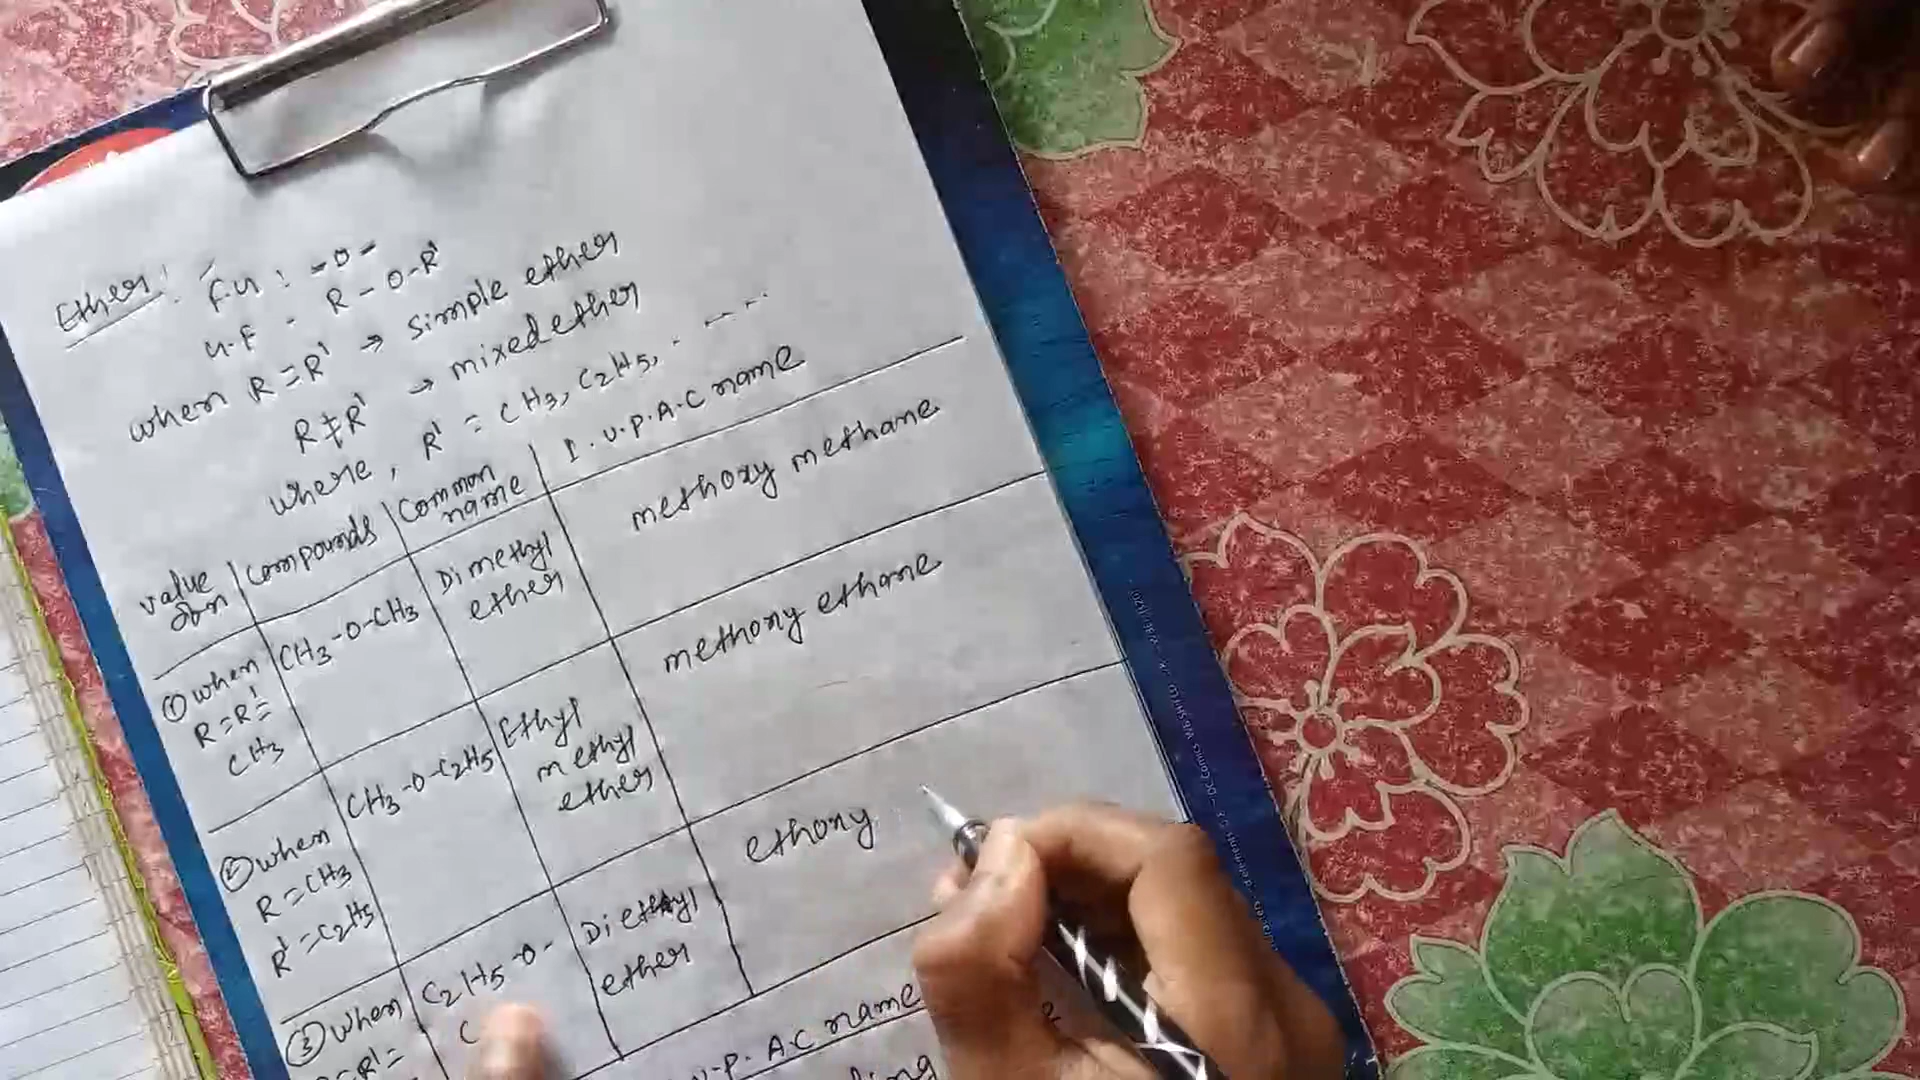 Ether:
F.G : -O-
G.F - R-O-R'
when R=R' → simple ether
R≠R' → mixed ether
where, R' = CH3, C2H5, . ....
value
compounds
common
name
I.U.P.A.C name
① when
R=R'=
CH3
CH3-O-CH3
Dimethyl
ether
methoxy methane
② when
R=CH3
R'=C2H5
CH3-O-C2H5
Ethyl
methyl
ether
methoxy ethane
③ when
=R'=
C2H5-O-
C
Diethyl
ether
ethoxy
U.P.A.C name